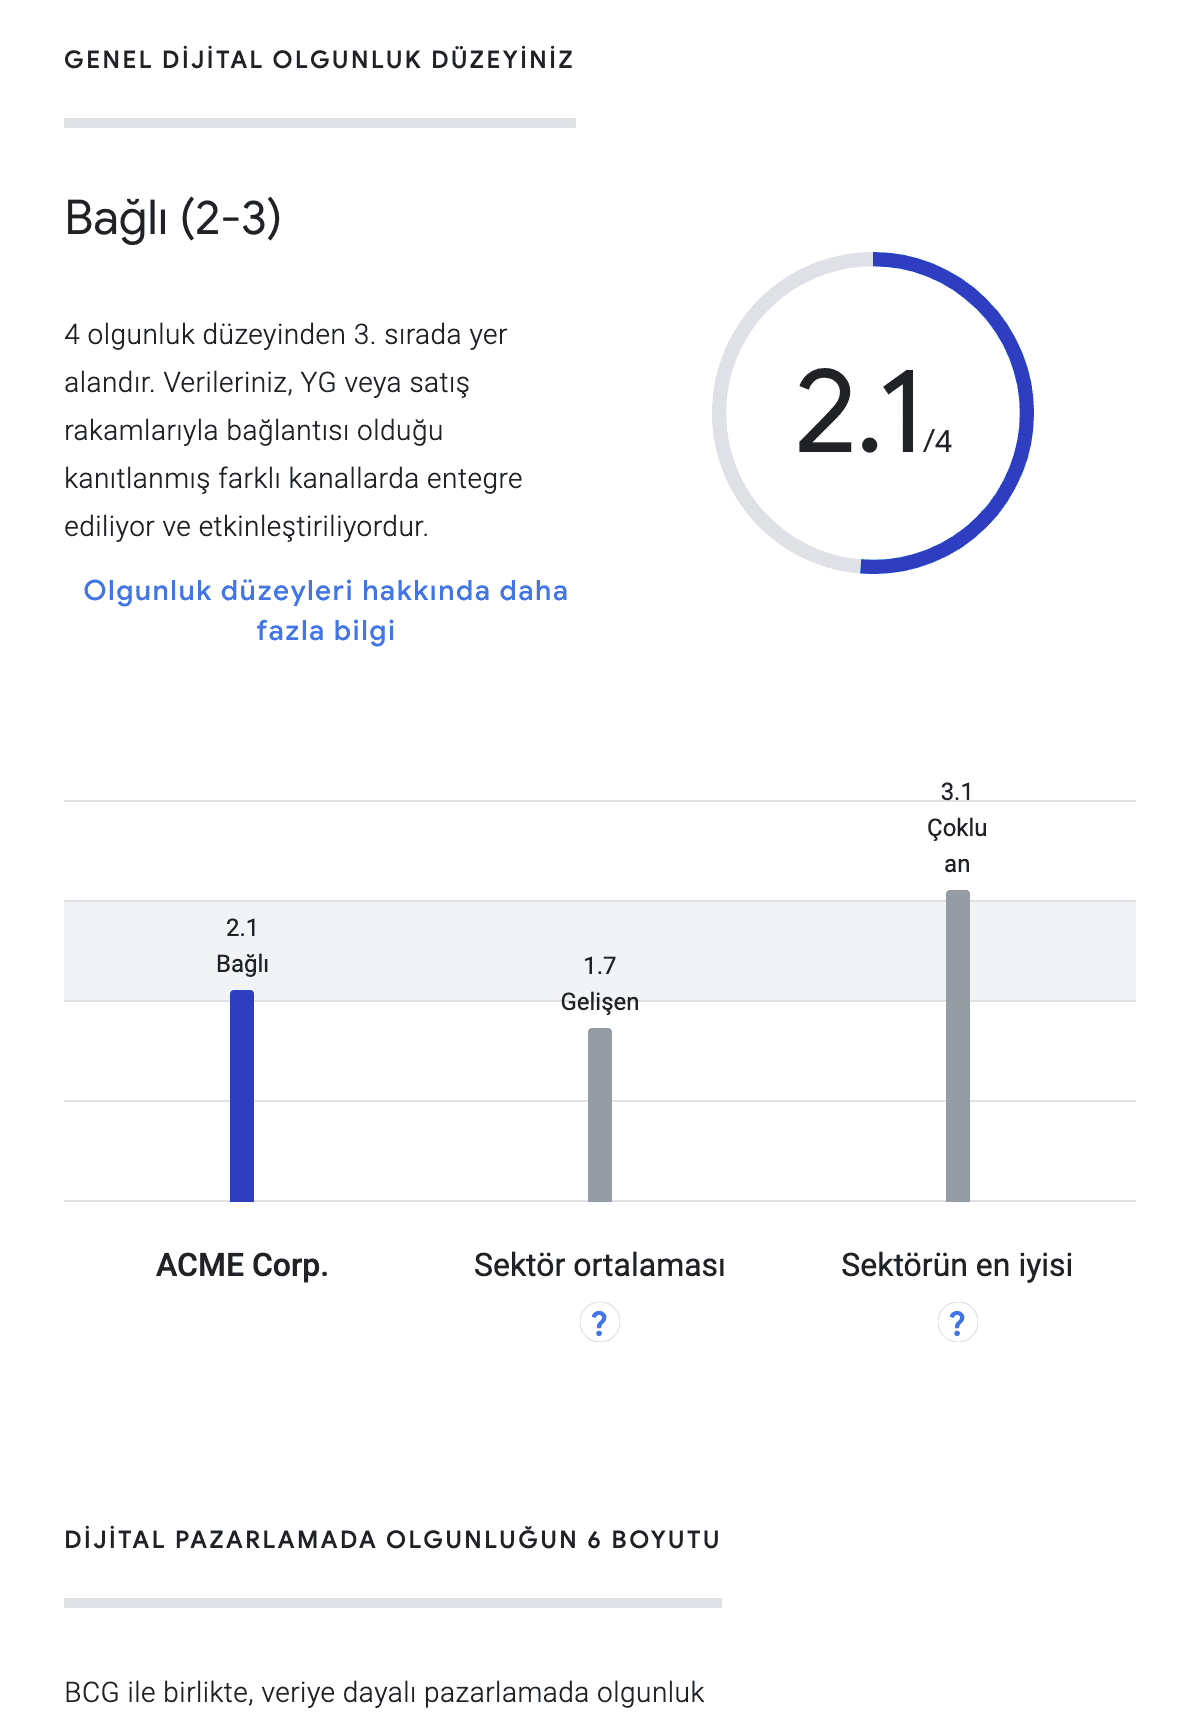 GENEL DİJİTAL OLGUNLUK DÜZEYİNİZ
Bağlı (2-3)
4 olgunluk düzeyinden 3. sırada yer
alandır. Verileriniz, YG veya satış
rakamlarıyla bağlantısı olduğu
kanıtlanmış farklı kanallarda entegre
ediliyor ve etkinleştiriliyordur.
Olgunluk düzeyleri hakkında daha
fazla bilgi
2.1/4
2.1
Bağlı
1.7
Gelişen
3.1
Çoklu
an
ACME Corp.
Sektör ortalaması
?
Sektörün en iyisi
?
DİJİTAL PAZARLAMADA OLGUNLUĞUN 6 BOYUTU
BCG ile birlikte, veriye dayalı pazarlamada olgunluk